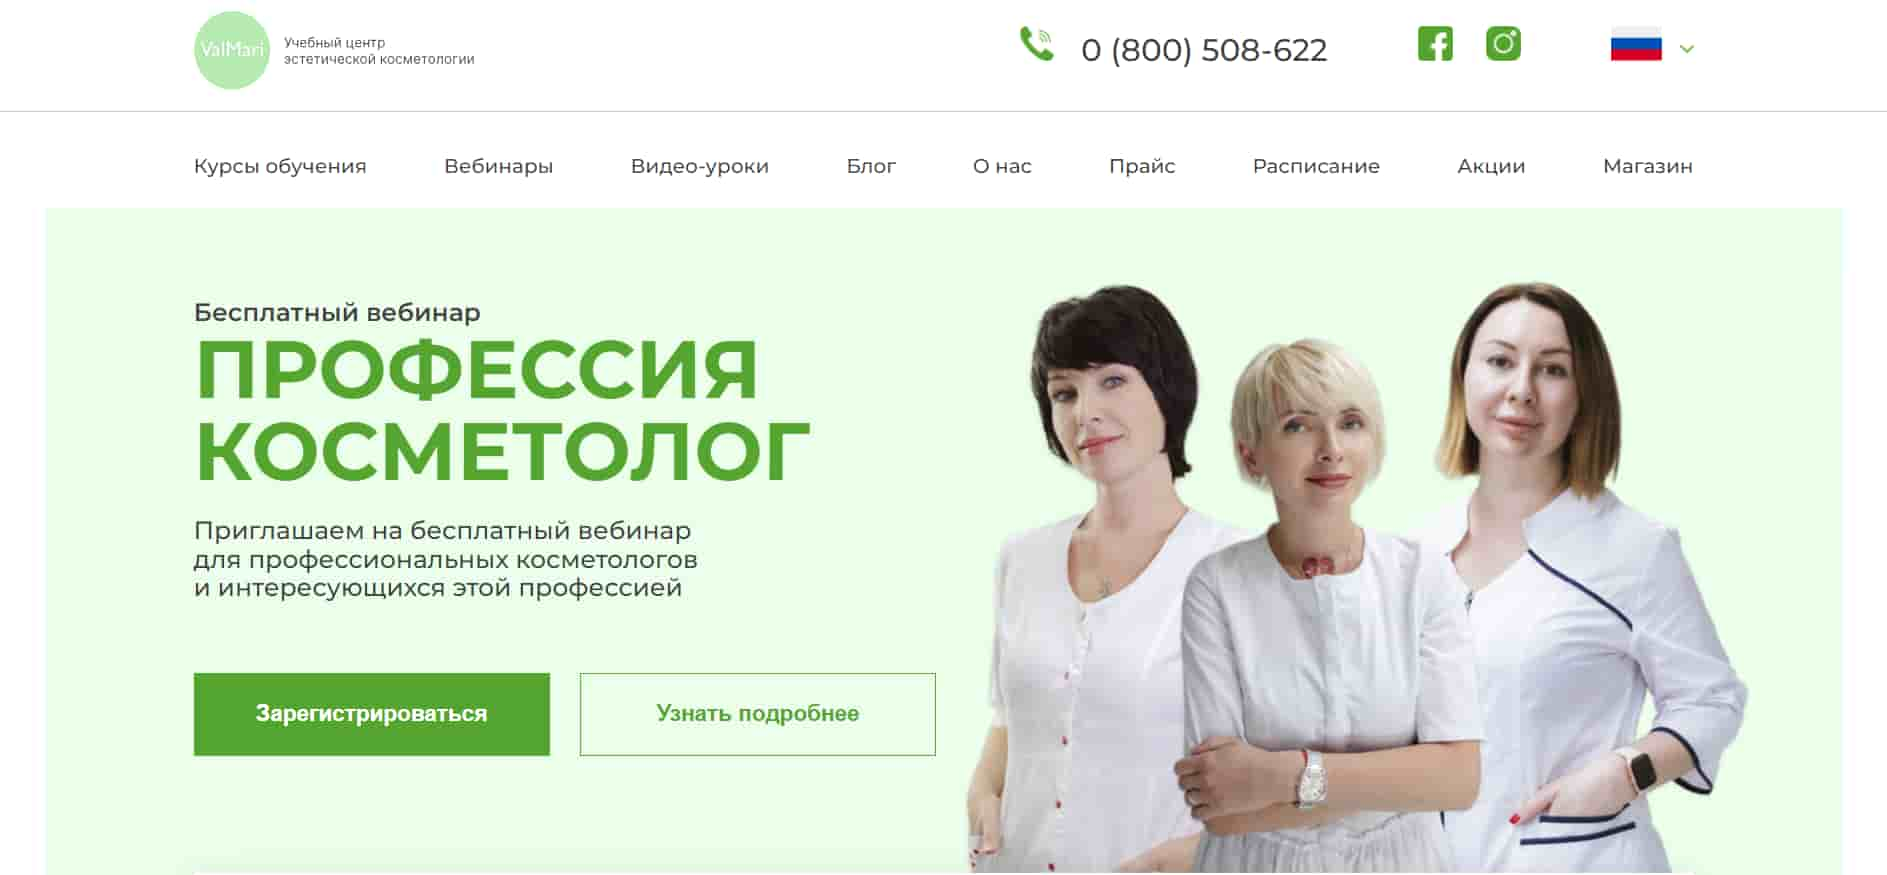 ValMari
Учебный центр
эстетической косметологии
0 (800) 508-622
Курсы обучения
Вебинары
Видео-уроки
Блог
О нас
Прайс
Расписание
Акции
Магазин
Бесплатный вебинар
ПРОФЕССИЯ
КОСМЕТОЛОГ
Приглашаем на бесплатный вебинар
для профессиональных косметологов
и интересующихся этой профессией
Зарегистрироваться
Узнать подробнее